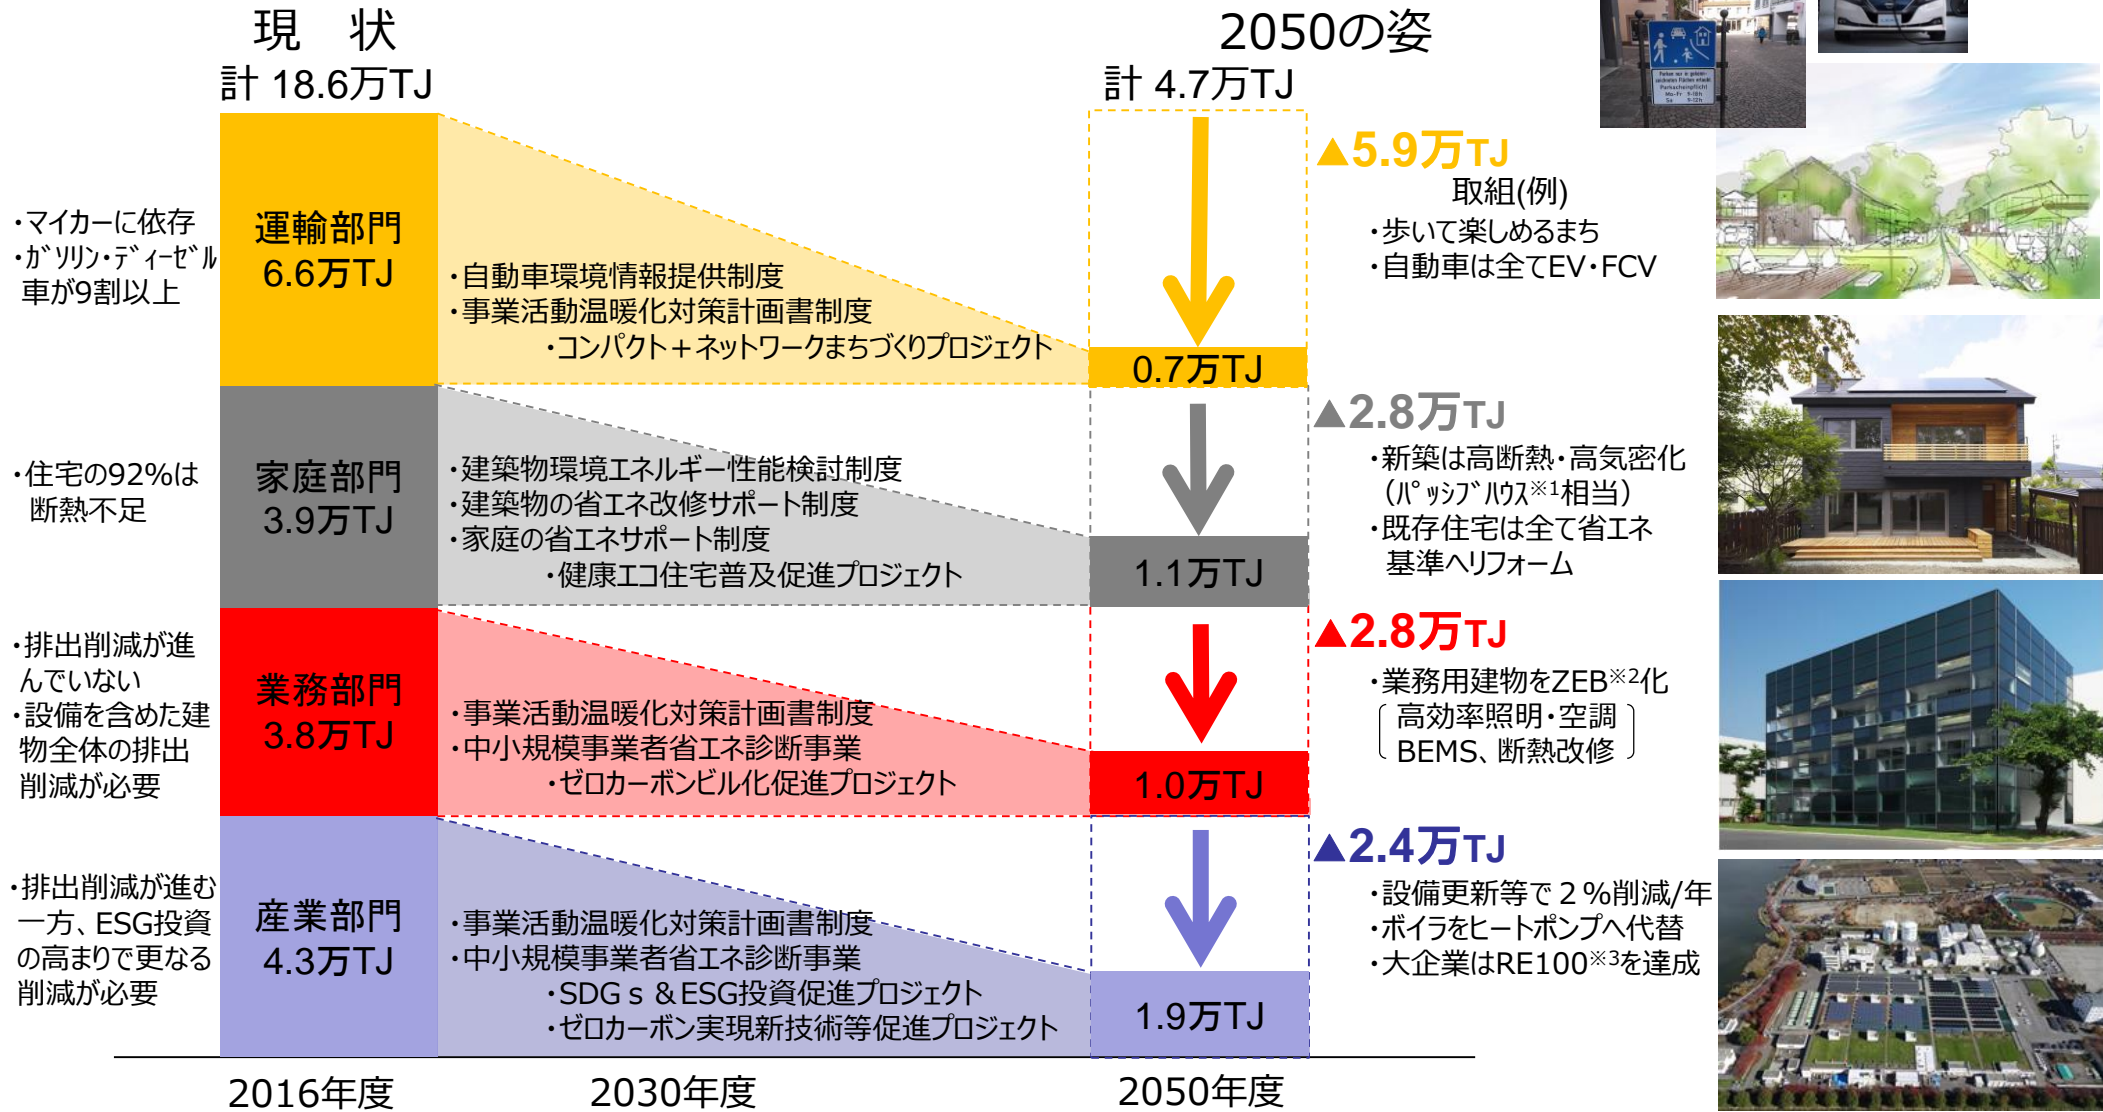 現 状
計 18.6万TJ
2050の姿
計 4.7万TJ
・マイカーに依存
・ガソリン・ディーゼル
車が9割以上
運輸部門
6.6万TJ
・自動車環境情報提供制度
・事業活動温暖化対策計画書制度
・コンパクト＋ネットワークまちづくりプロジェクト
0.7万TJ
▲5.9万TJ
取組(例)
・歩いて楽しめるまち
・自動車は全てEV・FCV
・住宅の92%は
断熱不足
家庭部門
3.9万TJ
・建築物環境エネルギー性能検討制度
・建築物の省エネ改修サポート制度
・家庭の省エネサポート制度
・健康エコ住宅普及促進プロジェクト
1.1万TJ
▲2.8万TJ
・新築は高断熱・高気密化
（パッシブハウス※1相当）
・既存住宅は全て省エネ
基準へリフォーム
・排出削減が進
んでいない
・設備を含めた建
物全体の排出
削減が必要
業務部門
3.8万TJ
・事業活動温暖化対策計画書制度
・中小規模事業者省エネ診断事業
・ゼロカーボンビル化促進プロジェクト
1.0万TJ
▲2.8万TJ
・業務用建物をZEB※2化
高効率照明・空調
BEMS、断熱改修
・排出削減が進む
一方、ESG投資
の高まりで更なる
削減が必要
産業部門
4.3万TJ
・事業活動温暖化対策計画書制度
・中小規模事業者省エネ診断事業
・SDGｓ＆ESG投資促進プロジェクト
・ゼロカーボン実現新技術等促進プロジェクト
1.9万TJ
▲2.4万TJ
・設備更新等で２%削減/年
・ボイラをヒートポンプへ代替
・大企業はRE100※3を達成
2016年度
2030年度
2050年度
Parkscheinpflicht
Mo-Fr 9-18h
Sa 9-12h